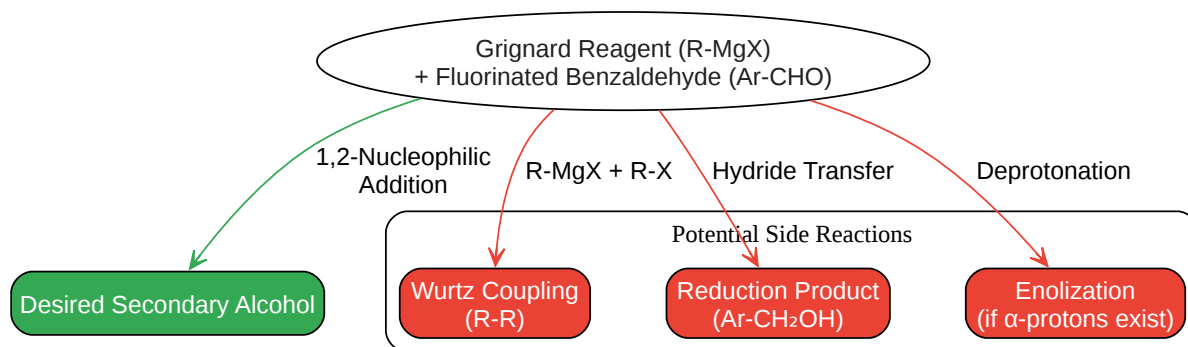 Grignard Reagent (R-MgX)
+ Fluorinated Benzaldehyde (Ar-CHO)
1,2-Nucleophilic
Addition
R-MgX + R-X
Hydride Transfer
Deprotonation
Potential Side Reactions
Desired Secondary Alcohol
Wurtz Coupling
(R-R)
Reduction Product
(Ar-CH₂OH)
Enolization
(if α-protons exist)